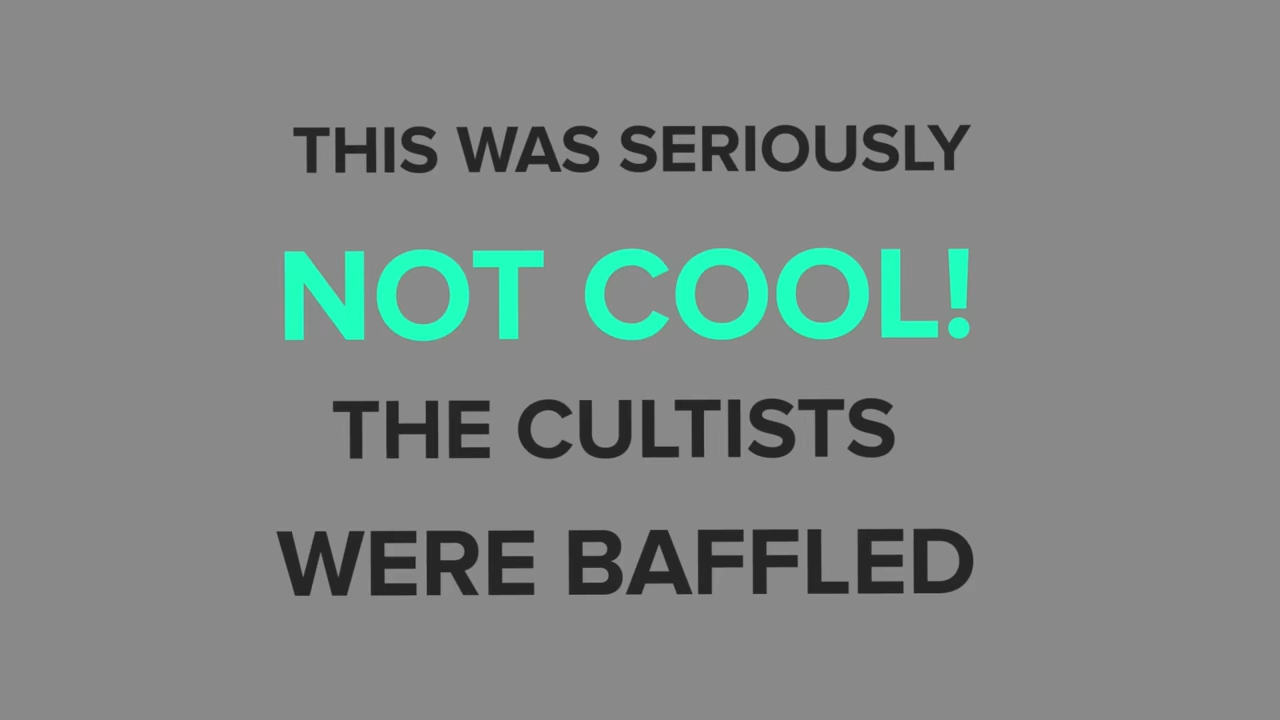 THIS WAS SERIOUSLY
NOT COOL!
THE CULTISTS
WERE BAFFLED